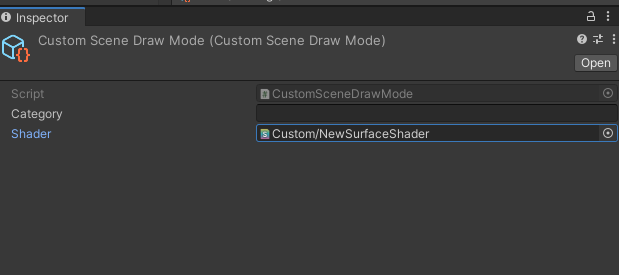 Inspector
Custom Scene Draw Mode (Custom Scene Draw Mode)
Open
Script CustomSceneDrawMode
Category
Shader Custom/NewSurfaceShader